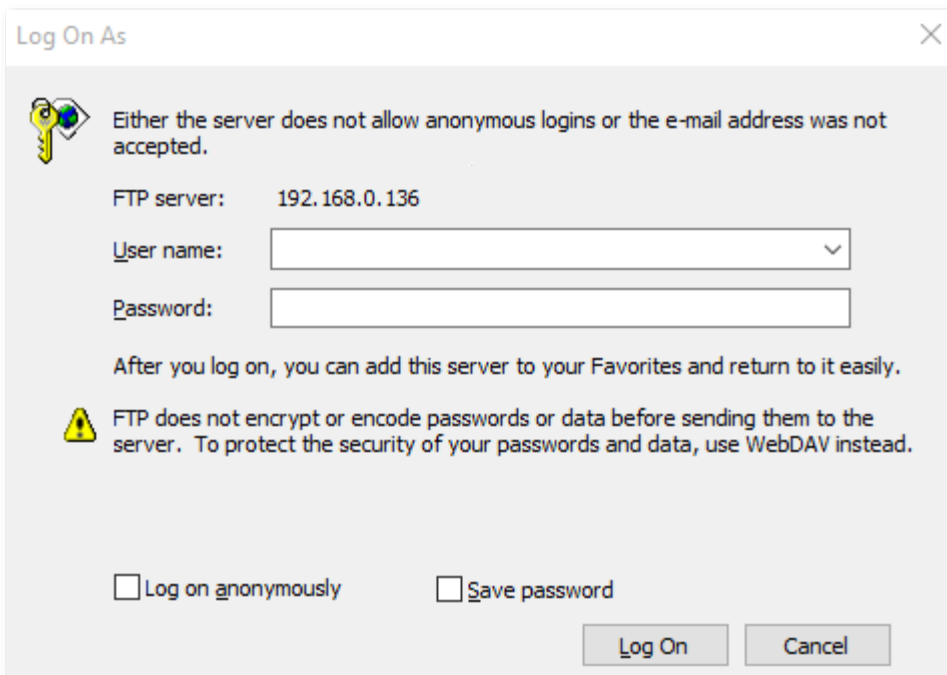 Log On As
Either the server does not allow anonymous logins or the e-mail address was not
accepted.
FTP server: 192.168.0.136
User name:
Password:
After you log on, you can add this server to your Favorites and return to it easily.
FTP does not encrypt or encode passwords or data before sending them to the
server. To protect the security of your passwords and data, use WebDAV instead.
Log on anonymously Save password
Log On Cancel